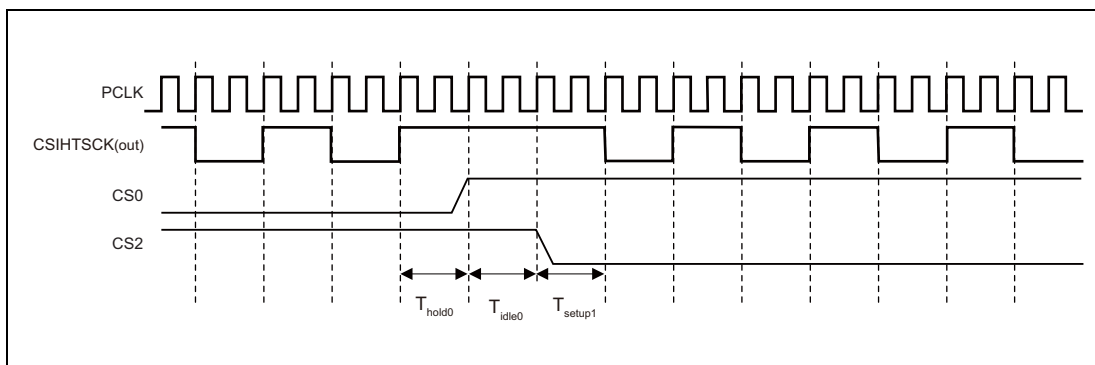 PCLK
CSIHTSCK(out)
CS0
CS2
Thold0 Tidle0 Tsetup1